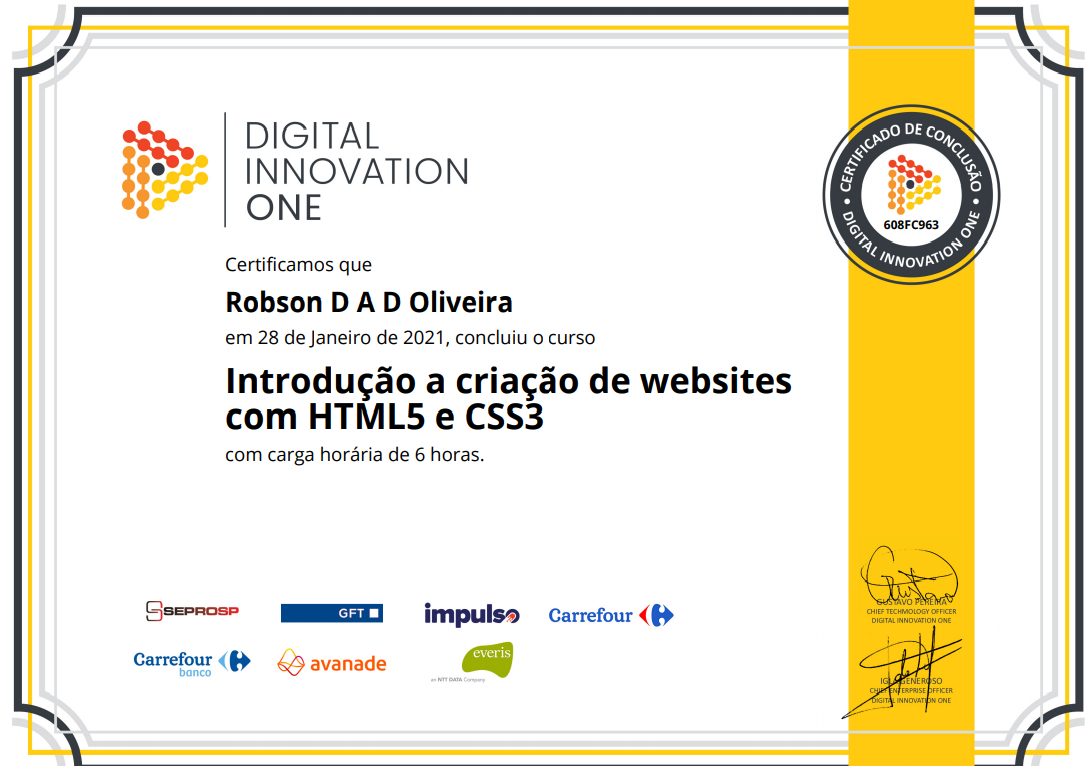 DIGITAL
INNOVATION
ONE
CERTIFICADO DE CONCLUSÃO
608FC963
DIGITAL INNOVATION ONE
Certificamos que
Robson D A D Oliveira
em 28 de Janeiro de 2021, concluiu o curso
Introdução a criação de websites
com HTML5 e CSS3
com carga horária de 6 horas.
SEPROSP
GFT
impulso
Carrefour
Carrefour
banco
avanade
everis
an NTT DATA Company
GUSTAVO PEREIRA
CHIEF TECHMOLOGY OFFICER
DIGITAL INNOVATION ONE
GENEROSO
CHIEF ENTERPRISE OFFICER
DIGITAL INNOVATION ONE